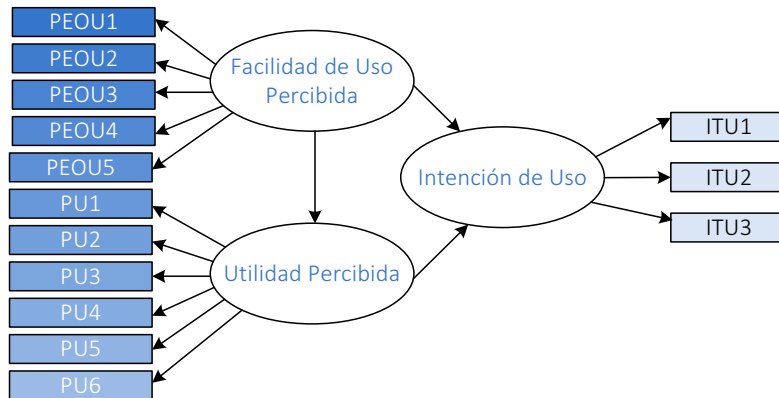 PEOU1
PEOU2
PEOU3
PEOU4
PEOU5
PU1
PU2
PU3
PU4
PU5
PU6
Facilidad de Uso
Percibida
Utilidad Percibida
Intención de Uso
ITU1
ITU2
ITU3